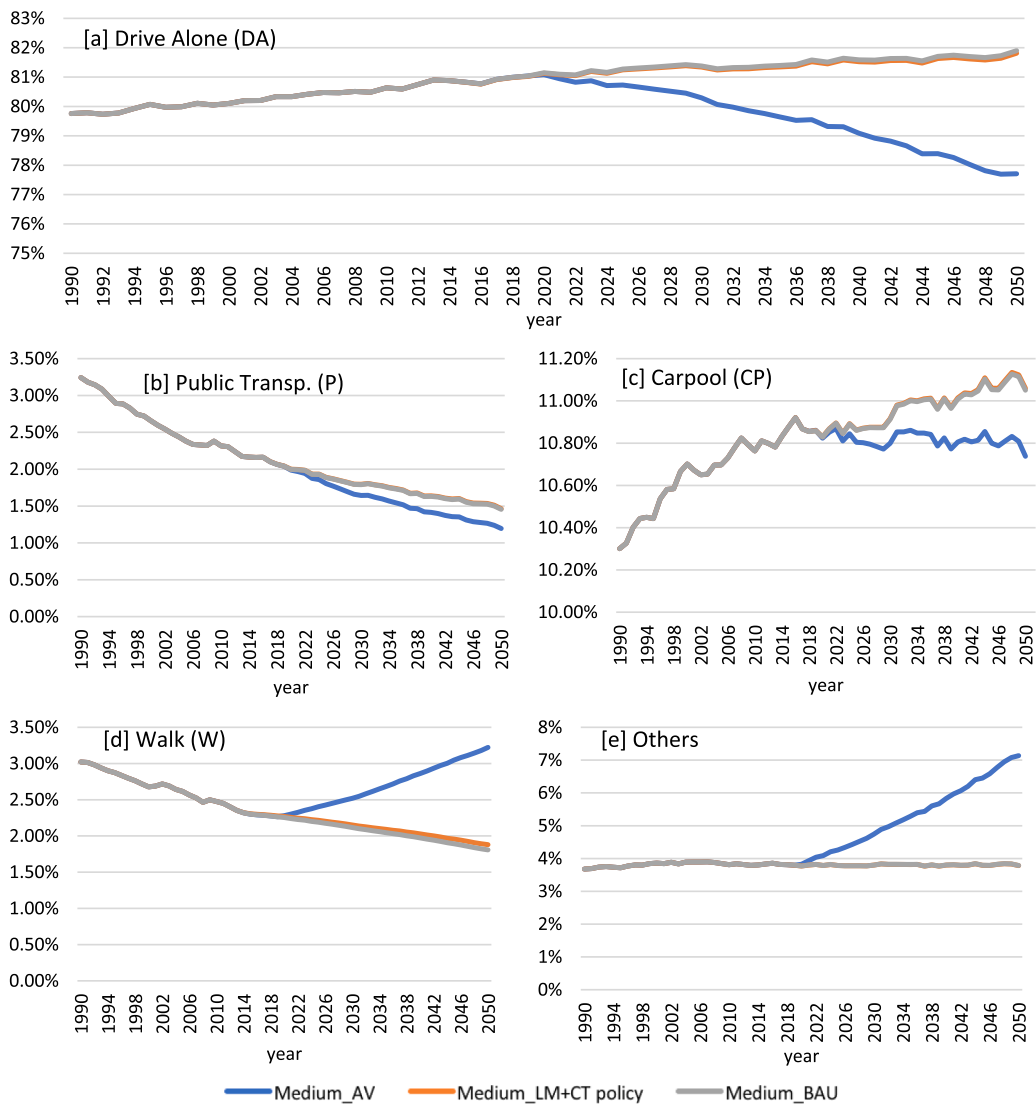 [a] Drive Alone (DA)
83%
82%
81%
80%
79%
78%
77%
76%
75%
1990 1992 1994 1996 1998 2000 2002 2004 2006 2008 2010 2012 2014 2016 2018 2020 2022 2024 2026 2028 2030 2032 2034 2036 2038 2040 2042 2044 2046 2048 2050
year
[b] Public Transp. (P)
3.50%
3.00%
2.50%
2.00%
1.50%
1.00%
0.50%
0.00%
1990 1994 1998 2002 2006 2010 2014 2018 2022 2026 2030 2034 2038 2042 2046 2050
year
[c] Carpool (CP)
11.20%
11.00%
10.80%
10.60%
10.40%
10.20%
10.00%
1990 1994 1998 2002 2006 2010 2014 2018 2022 2026 2030 2034 2038 2042 2046 2050
year
[d] Walk (W)
3.50%
3.00%
2.50%
2.00%
1.50%
1.00%
0.50%
0.00%
1990 1994 1998 2002 2006 2010 2014 2018 2022 2026 2030 2034 2038 2042 2046 2050
year
[e] Others
8%
7%
6%
5%
4%
3%
2%
1%
0%
1990 1994 1998 2002 2006 2010 2014 2018 2022 2026 2030 2034 2038 2042 2046 2050
year
Medium_AV Medium_LM+CT policy Medium_BAU